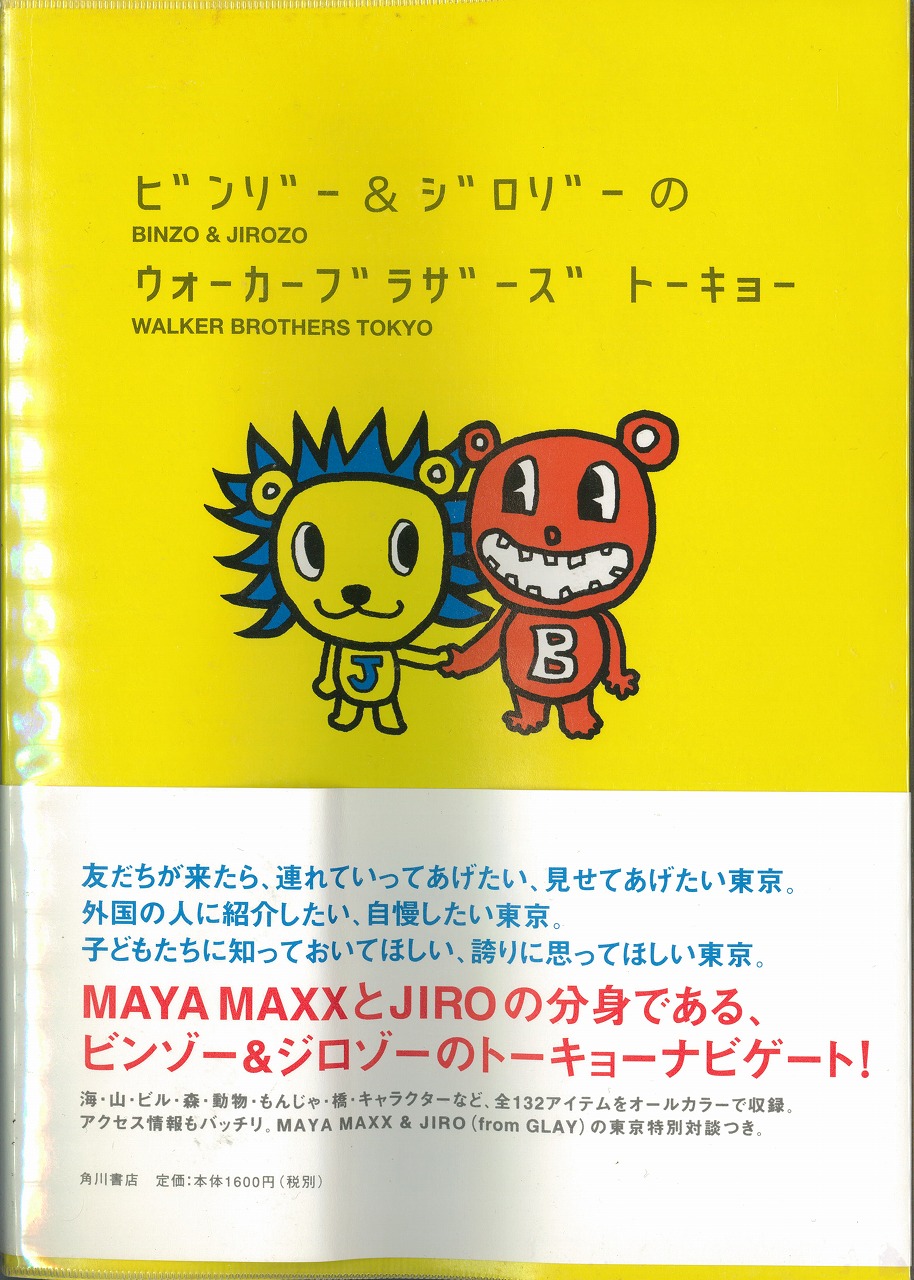 ビンゾー&ジロゾーの
BINZO & JIROZO
ウォーカーブラザーズ トーキョー
WALKER BROTHERS TOKYO
J
B
友だちが来たら、連れていってあげたい、見せてあげたい東京。
外国の人に紹介したい、自慢したい東京。
子どもたちに知っておいてほしい、誇りに思ってほしい東京。
MAYA MAXXとJIROの分身である、
ビンゾー&ジロゾーのトーキョーナビゲート!
海・山・ビル・森・動物・もんじゃ・橋・キャラクターなど、全132アイテムをオールカラーで収録。
アクセス情報もバッチリ。MAYA MAXX & JIRO(from GLAY)の東京特別対談つき。
角川書店 定価:本体1600円(税別)